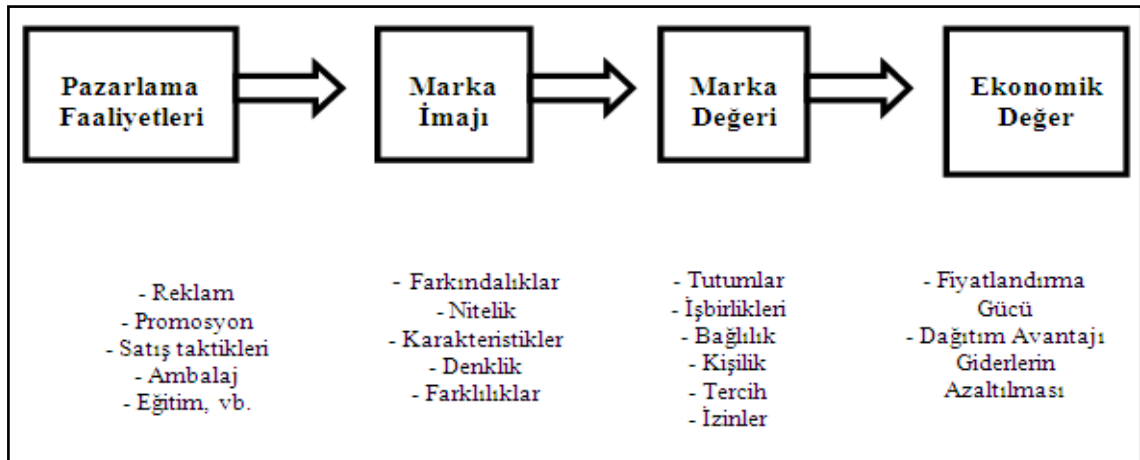 Pazarlama
Faaliyetleri
Marka
İmajı
Marka
Değeri
Ekonomik
Değer
- Reklam
- Promosyon
- Satış taktikleri
- Ambalaj
- Eğitim, vb.
- Farkındalıklar
- Nitelik
- Karakteristikler
- Denklik
- Farklılıklar
- Tutumlar
- İşbirlikleri
- Bağlılık
- Kişilik
- Tercih
- İzinler
- Fiyatlandırma
Gücü
- Dağıtım Avantajı
Giderlerin
Azaltılması